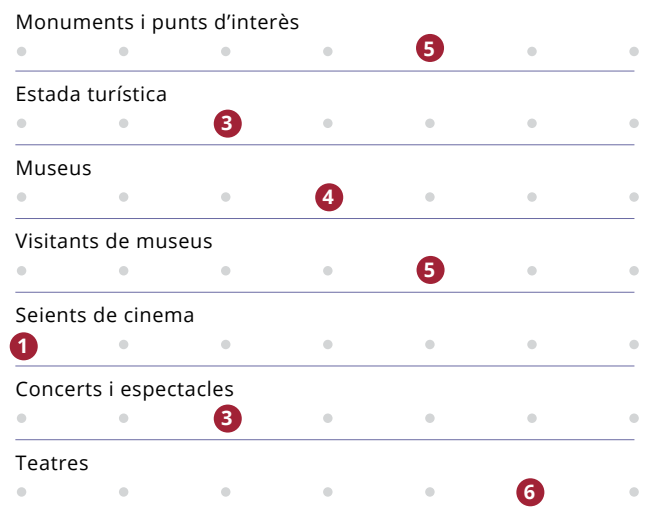 Monuments i punts d’interès
5
Estada turística
3
Museus
4
Visitants de museus
5
Seients de cinema
1
Concerts i espectacles
3
Teatres
6